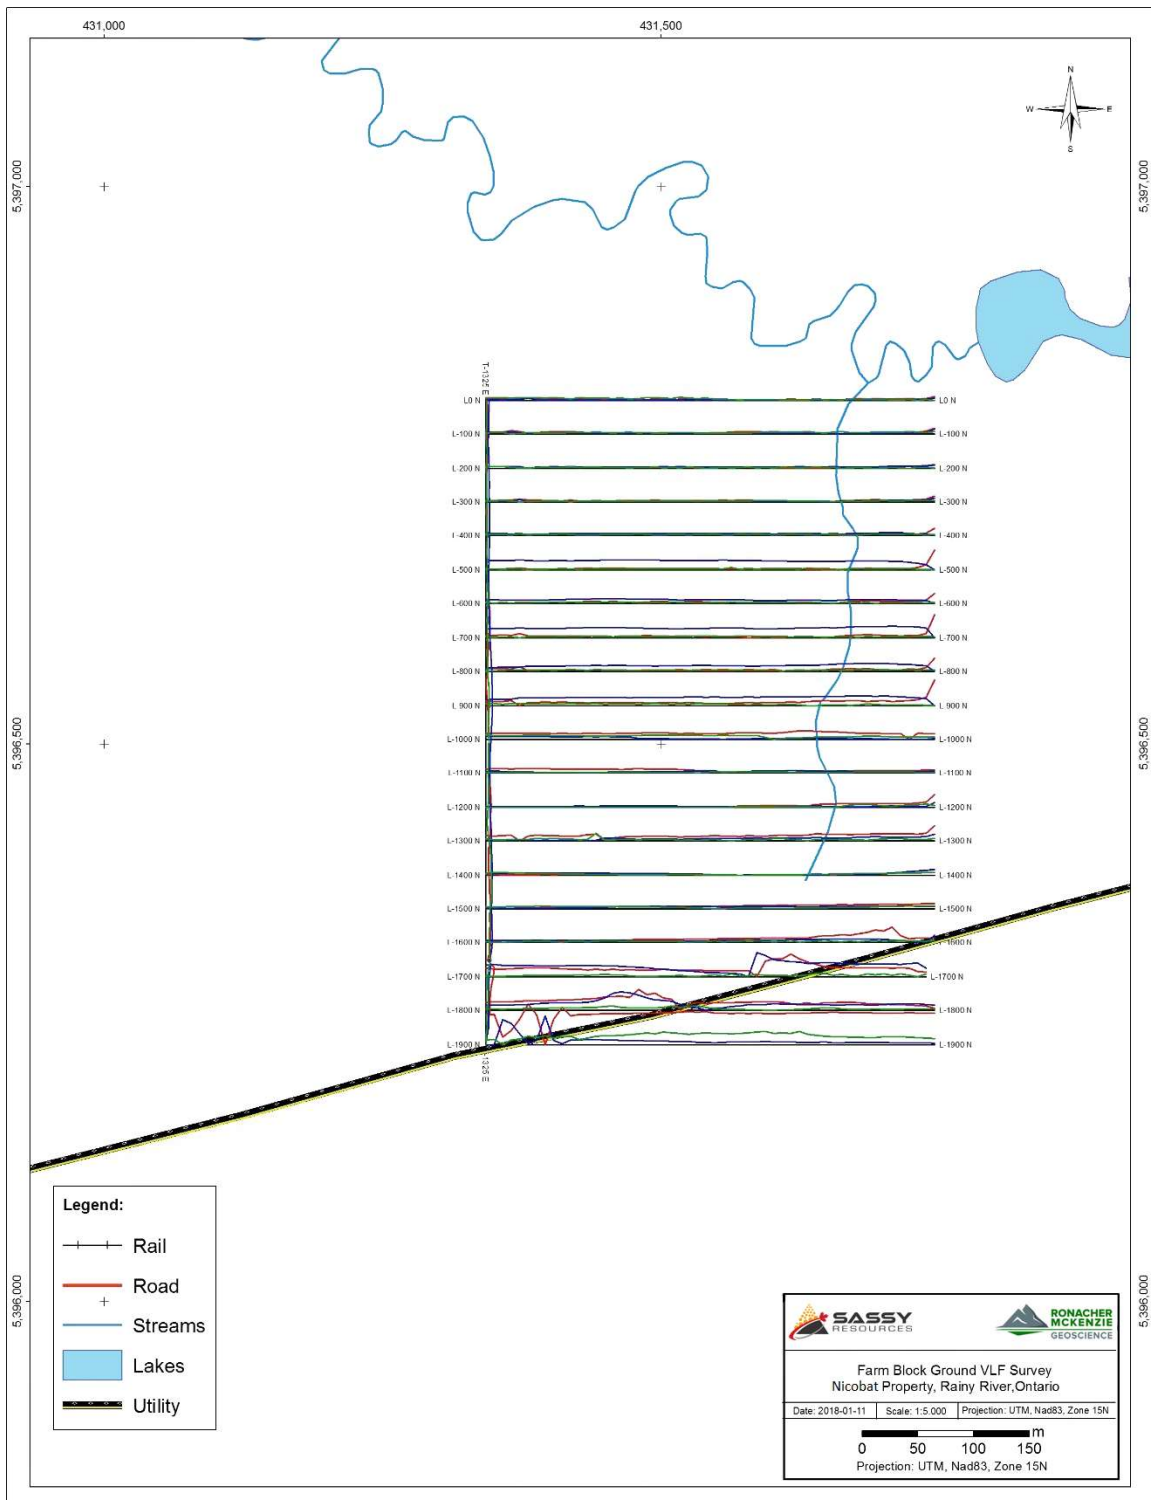 431,000 431,500
N
W E
S
5,397,000 5,397,000
T-1325 E
L0 N L0 N
L-100 N L-100 N
L-200 N L-200 N
L-300 N L-300 N
L-400 N L-400 N
L-500 N L-500 N
L-600 N L-600 N
L-700 N L-700 N
L-800 N L-800 N
L-900 N L-900 N
5,396,500 5,396,500
L-1000 N L-1000 N
L-1100 N L-1100 N
L-1200 N L-1200 N
L-1300 N L-1300 N
L-1400 N L-1400 N
L-1500 N L-1500 N
L-1600 N L-1600 N
L-1700 N L-1700 N
L-1800 N L-1800 N
L-1900 N L-1900 N
1325 E
Legend:
Rail
Road
Streams
Lakes
Utility
5,396,000 5,396,000
SASSY
RESOURCES
RONACHER
MCKENZIE
GEOSCIENCE
Farm Block Ground VLF Survey
Nicobat Property, Rainy River,Ontario
Date: 2018-01-11 Scale: 1:5.000 Projection: UTM, Nad83, Zone 15N
m
0 50 100 150
Projection: UTM, Nad83, Zone 15N